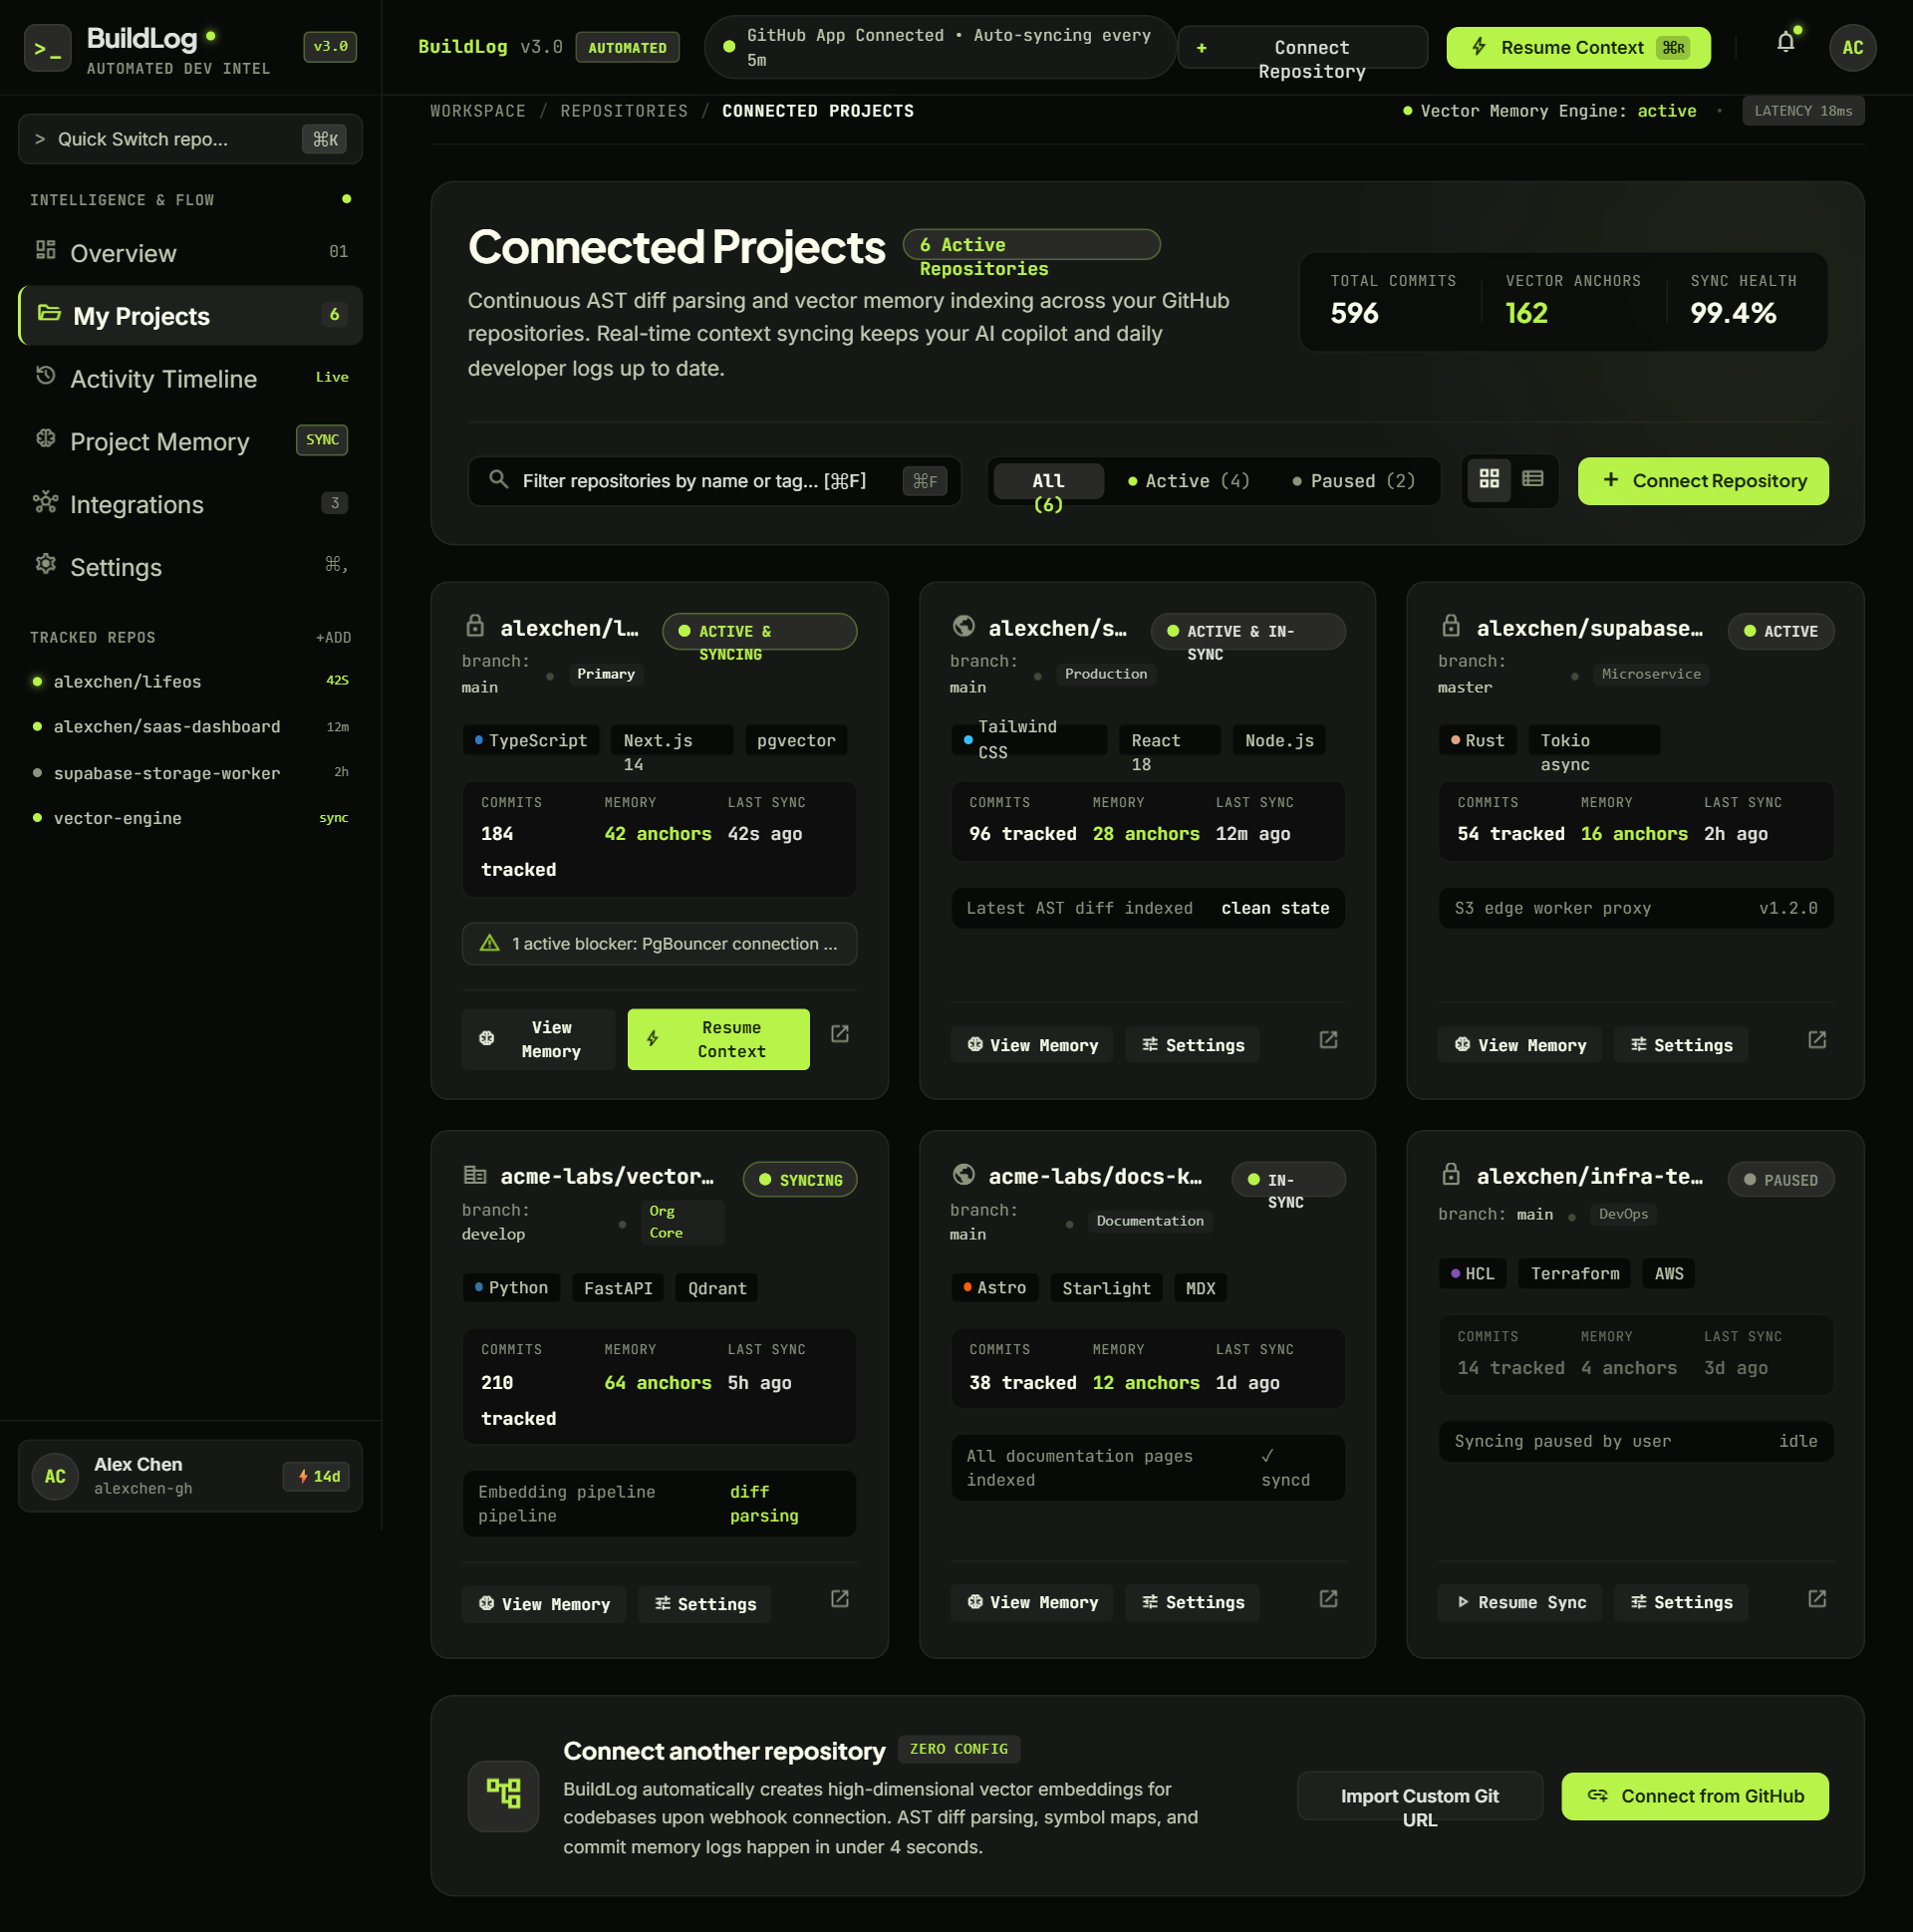 >_ BuildLog
AUTOMATED DEV INTEL
v3.0
> Quick Switch repo... ⌘K
INTELLIGENCE & FLOW
Overview 01
My Projects 6
Activity Timeline Live
Project Memory SYNC
Integrations 3
Settings ⌘,
TRACKED REPOS +ADD
alexchen/lifeos 42S
alexchen/saas-dashboard 12m
supabase-storage-worker 2h
vector-engine sync
AC Alex Chen
alexchen-gh
14d
BuildLog v3.0 AUTOMATED
GitHub App Connected • Auto-syncing every
5m
+ Connect
Repository
Resume Context ⌘R
AC
WORKSPACE / REPOSITORIES / CONNECTED PROJECTS
Vector Memory Engine: active • LATENCY 18ms
Connected Projects
6 Active
Repositories
Continuous AST diff parsing and vector memory indexing across your GitHub
repositories. Real-time context syncing keeps your AI copilot and daily
developer logs up to date.
TOTAL COMMITS VECTOR ANCHORS SYNC HEALTH
596 162 99.4%
Filter repositories by name or tag... [⌘F] ⌘F
All
(6)
Active (4)
Paused (2)
+ Connect Repository
alexchen/l...
ACTIVE &
SYNCING
branch:
main
• Primary
TypeScript
Next.js
14
pgvector
COMMITS MEMORY LAST SYNC
184
tracked
42 anchors 42s ago
1 active blocker: PgBouncer connection ...
View
Memory
Resume
Context
alexchen/s...
ACTIVE & IN-
SYNC
branch:
main
• Production
Tailwind
CSS
React
18
Node.js
COMMITS MEMORY LAST SYNC
96 tracked 28 anchors 12m ago
Latest AST diff indexed clean state
View Memory Settings
alexchen/supabase...
ACTIVE
branch:
master
• Microservice
Rust
Tokio
async
COMMITS MEMORY LAST SYNC
54 tracked 16 anchors 2h ago
S3 edge worker proxy v1.2.0
View Memory Settings
acme-labs/vector...
SYNCING
branch:
develop
• Org
Core
Python FastAPI Qdrant
COMMITS MEMORY LAST SYNC
210
tracked
64 anchors 5h ago
Embedding pipeline
pipeline
diff
parsing
View Memory Settings
acme-labs/docs-k...
IN-
SYNC
branch:
main
• Documentation
Astro Starlight MDX
COMMITS MEMORY LAST SYNC
38 tracked 12 anchors 1d ago
All documentation pages
indexed
✓
syncd
View Memory Settings
alexchen/infra-te...
PAUSED
branch: main • DevOps
HCL Terraform AWS
COMMITS MEMORY LAST SYNC
14 tracked 4 anchors 3d ago
Syncing paused by user idle
Resume Sync Settings
Connect another repository ZERO CONFIG
BuildLog automatically creates high-dimensional vector embeddings for
codebases upon webhook connection. AST diff parsing, symbol maps, and
commit memory logs happen in under 4 seconds.
Import Custom Git
URL
Connect from GitHub